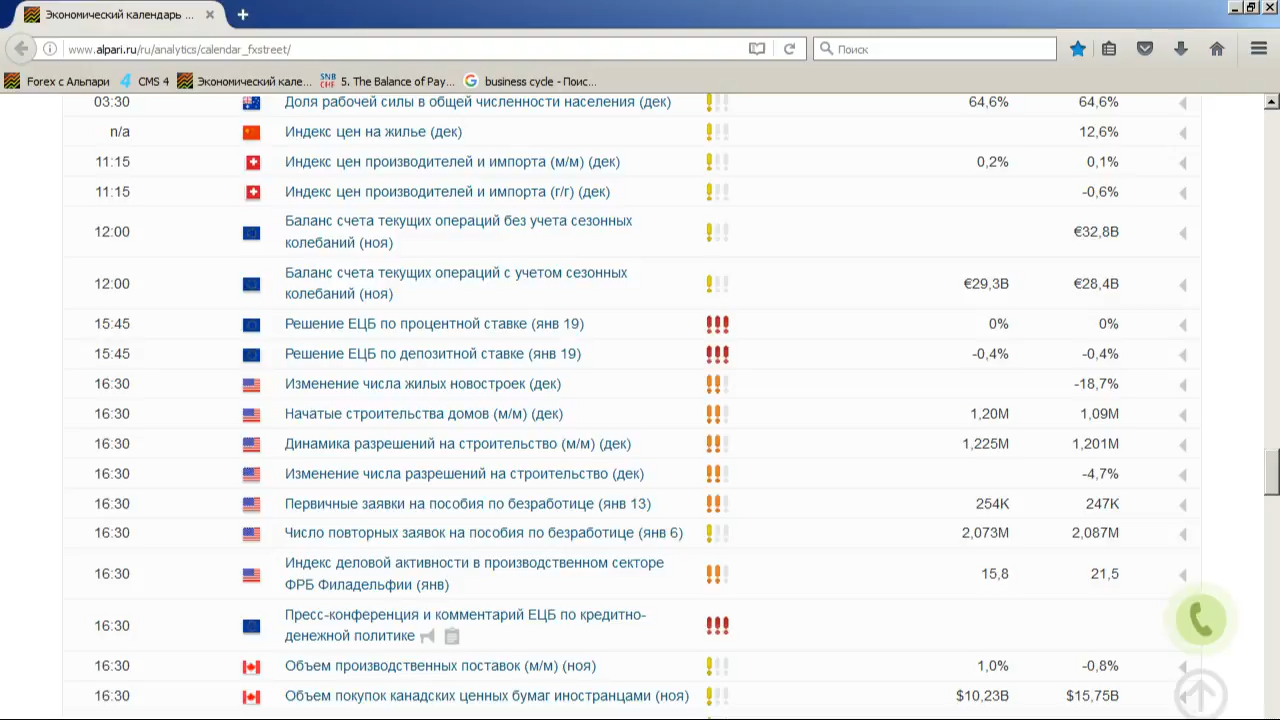 Экономический календарь ...
www.alpari.ru/ru/analytics/calendar_fxstreet/
Поиск
Forex с Альпари
CMS 4
Экономический кале...
SNB CHF
5. The Balance of Pay...
business cycle - Поис...
03:30 Доля рабочей силы в общей численности населения (дек) 64,6% 64,6%
n/a Индекс цен на жилье (дек) 12,6%
11:15 Индекс цен производителей и импорта (м/м) (дек) 0,2% 0,1%
11:15 Индекс цен производителей и импорта (г/г) (дек) -0,6%
12:00 Баланс счета текущих операций без учета сезонных
колебаний (ноя) €32,8B
12:00 Баланс счета текущих операций с учетом сезонных
колебаний (ноя) €29,3B €28,4B
15:45 Решение ЕЦБ по процентной ставке (янв 19) 0% 0%
15:45 Решение ЕЦБ по депозитной ставке (янв 19) -0,4% -0,4%
16:30 Изменение числа жилых новостроек (дек) -18,7%
16:30 Начатые строительства домов (м/м) (дек) 1,20M 1,09M
16:30 Динамика разрешений на строительство (м/м) (дек) 1,225M 1,201M
16:30 Изменение числа разрешений на строительство (дек) -4,7%
16:30 Первичные заявки на пособия по безработице (янв 13) 254K 247K
16:30 Число повторных заявок на пособия по безработице (янв 6) 2,073M 2,087M
16:30 Индекс деловой активности в производственном секторе
ФРБ Филадельфии (янв) 15,8 21,5
16:30 Пресс-конференция и комментарий ЕЦБ по кредитно-
денежной политике
16:30 Объем производственных поставок (м/м) (ноя) 1,0% -0,8%
16:30 Объем покупок канадских ценных бумаг иностранцами (ноя) $10,23B $15,75B